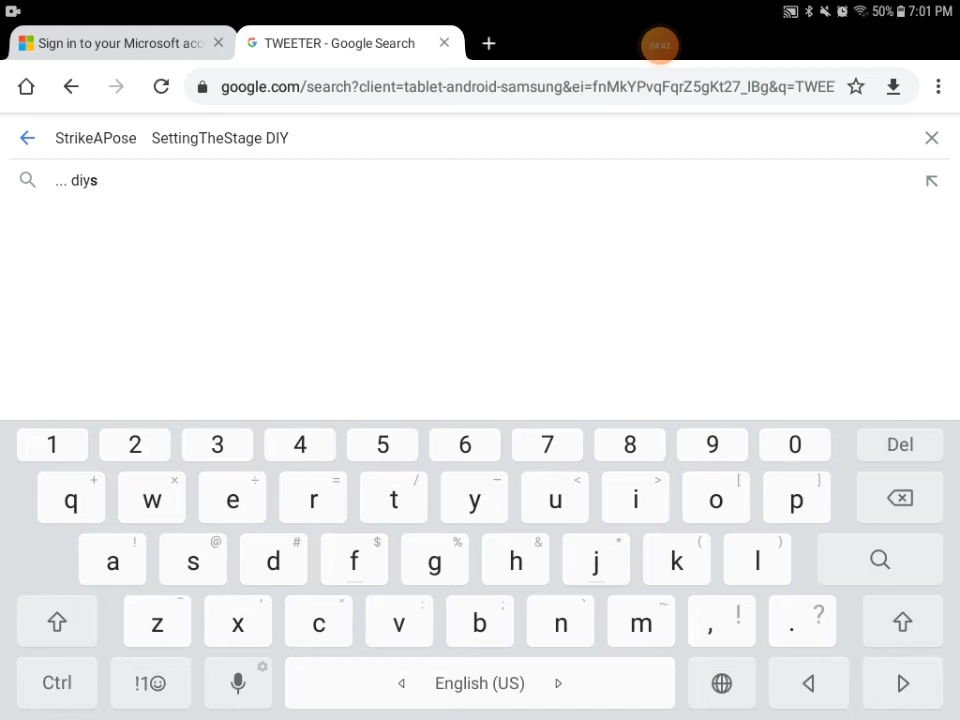 50% 7:01 PM
Sign in to your Microsoft acc
TWEETER - Google Search
04:42
google.com/search?client=tablet-android-samsung&ei=fnMkYPvqFqrZ5gKt27_IBg&q=TWEE
StrikeAPose SettingTheStage DIY
... diys
1 2 3 4 5 6 7 8 9 0 Del
+ × ÷ = / – < > [ ]
q w e r t y u i o p
! @ # $ % & * ( )
a s d f g h j k l
- ' " : ; ` ~ ! ?
z x c v b n m , .
Ctrl !1☺ English (US)